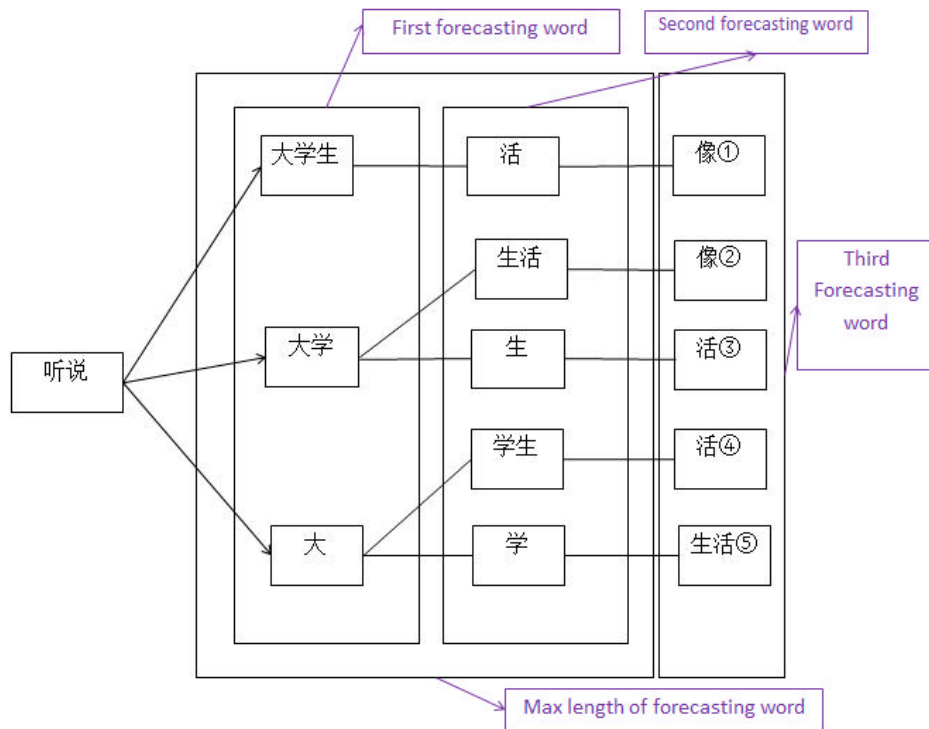 First forecasting word
Second forecasting word
大学生
活
像①
生活
像②
Third
Forecasting
word
听说
大学
生
活③
学生
活④
大
学
生活⑤
Max length of forecasting word